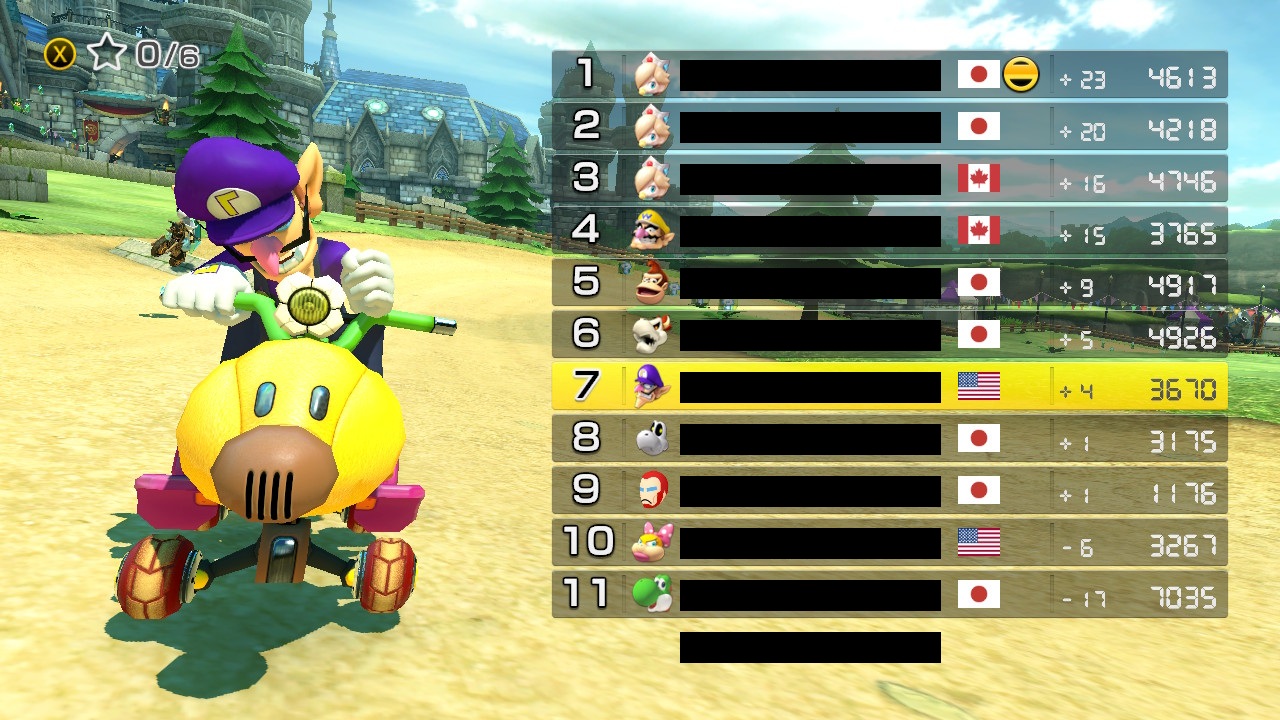 X 0/6
1 + 23 4613
2 + 20 4218
3 + 16 4746
4 + 15 3765
5 + 9 4917
6 + 5 4926
7 + 4 3670
8 + 1 3175
9 + 1 1176
10 - 6 3267
11 - 17 7035